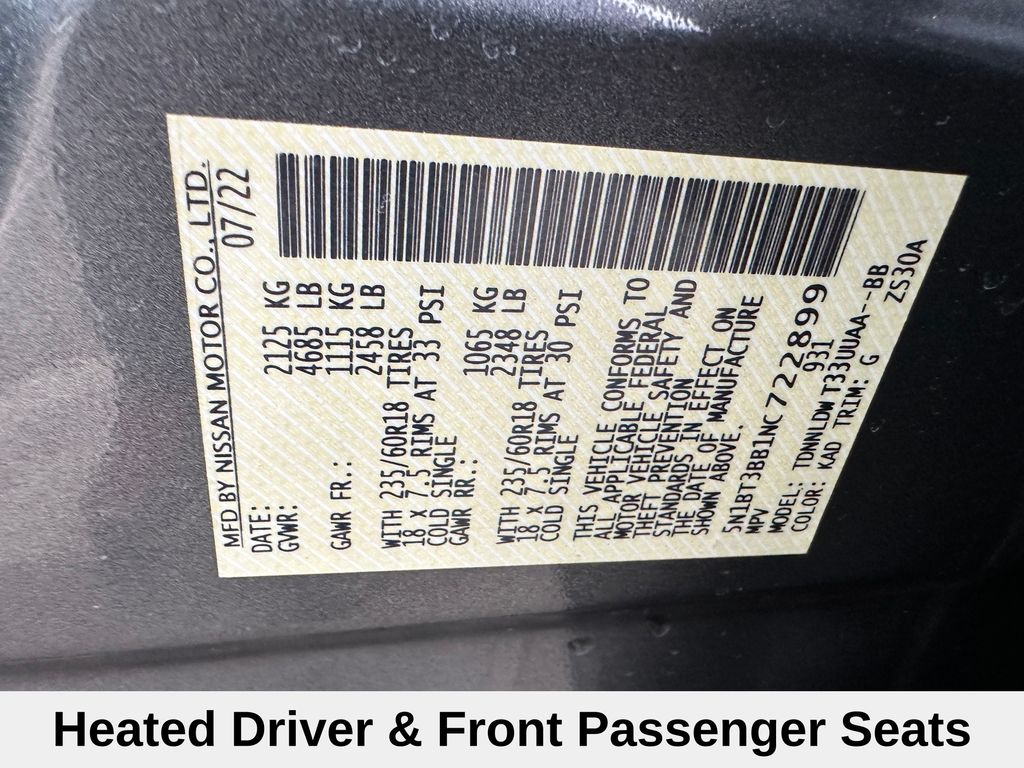 MFD BY NISSAN MOTOR CO., LTD.
DATE: 07/22
GVWR: 2125 KG
4685 LB
GAWR FR.: 1115 KG
2458 LB
WITH 235/60R18 TIRES
18 X 7.5 RIMS AT 33 PSI
COLD SINGLE
GAWR RR.: 1065 KG
2348 LB
WITH 235/60R18 TIRES
18 X 7.5 RIMS AT 30 PSI
COLD SINGLE
THIS VEHICLE CONFORMS TO
ALL APPLICABLE FEDERAL
MOTOR VEHICLE SAFETY AND
THEFT PREVENTION
STANDARDS IN EFFECT ON
THE DATE OF MANUFACTURE
SHOWN ABOVE.
5N1BT3BB1NC722899
MPV 931
MODEL: TDNNLDWT33UUAA--BB
COLOR: KAD TRIM: G ZS30A
Heated Driver & Front Passenger Seats